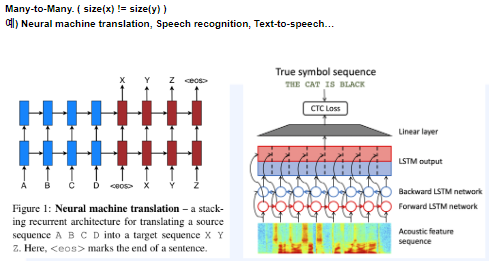 Many-to-Many. ( size(x) != size(y) )
예) Neural machine translation, Speech recognition, Text-to-speech…
X Y Z <eos>
A B C D <eos> X Y Z
Figure 1: Neural machine translation – a stack-
ing recurrent architecture for translating a source
sequence A B C D into a target sequence X Y
Z. Here, <eos> marks the end of a sentence.
True symbol sequence
THE CAT IS BLACK
CTC Loss
Linear layer
LSTM output
Backward LSTM network
Forward LSTM network
Acoustic feature
sequence